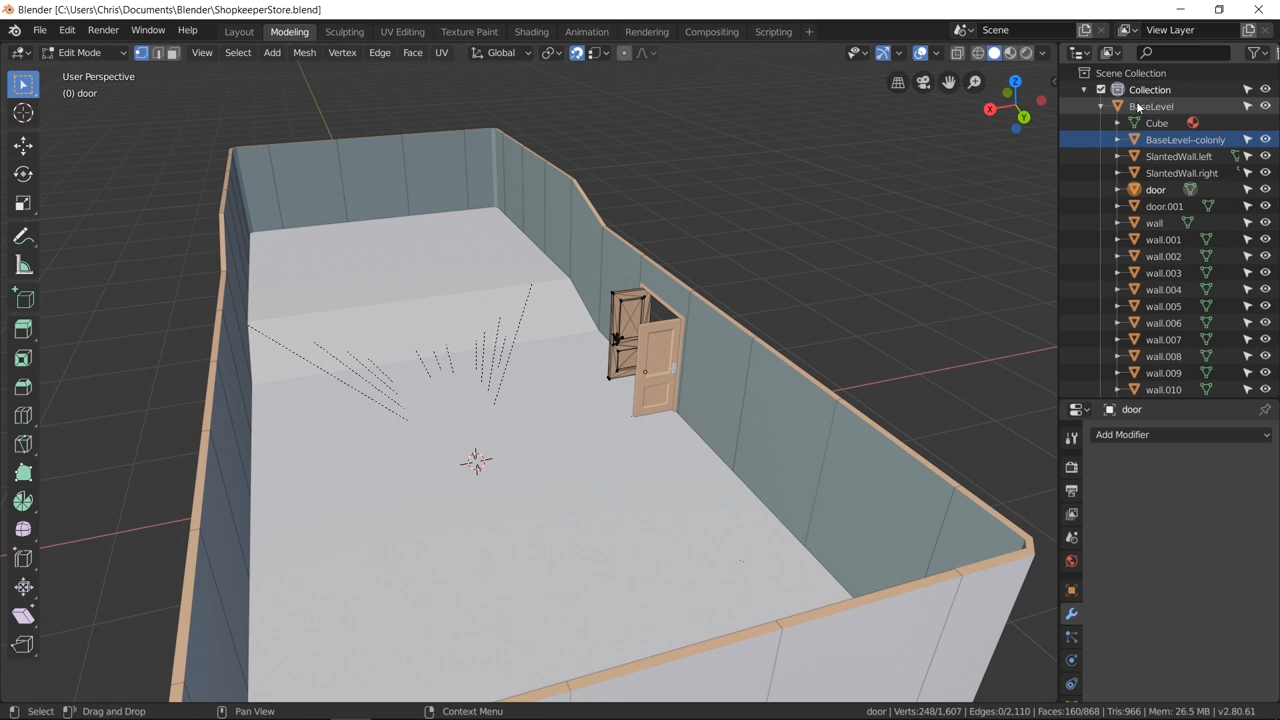 Blender [C:\Users\Chris\Documents\Blender\ShopkeeperStore.blend]
File Edit Render Window Help Layout Modeling Sculpting UV Editing Texture Paint Shading Animation Rendering Compositing Scripting + Scene View Layer
Edit Mode View Select Add Mesh Vertex Edge Face UV Global
User Perspective
(0) door
Z
X
Y
Scene Collection
Collection
BaseLevel
Cube
BaseLevel-colonly
SlantedWall.left
SlantedWall.right
door
door.001
wall
wall.001
wall.002
wall.003
wall.004
wall.005
wall.006
wall.007
wall.008
wall.009
wall.010
door
Add Modifier
Select Drag and Drop Pan View Context Menu door | Verts:248/1,607 | Edges:0/2,110 | Faces:160/868 | Tris:966 | Mem: 26.5 MB | v2.80.61